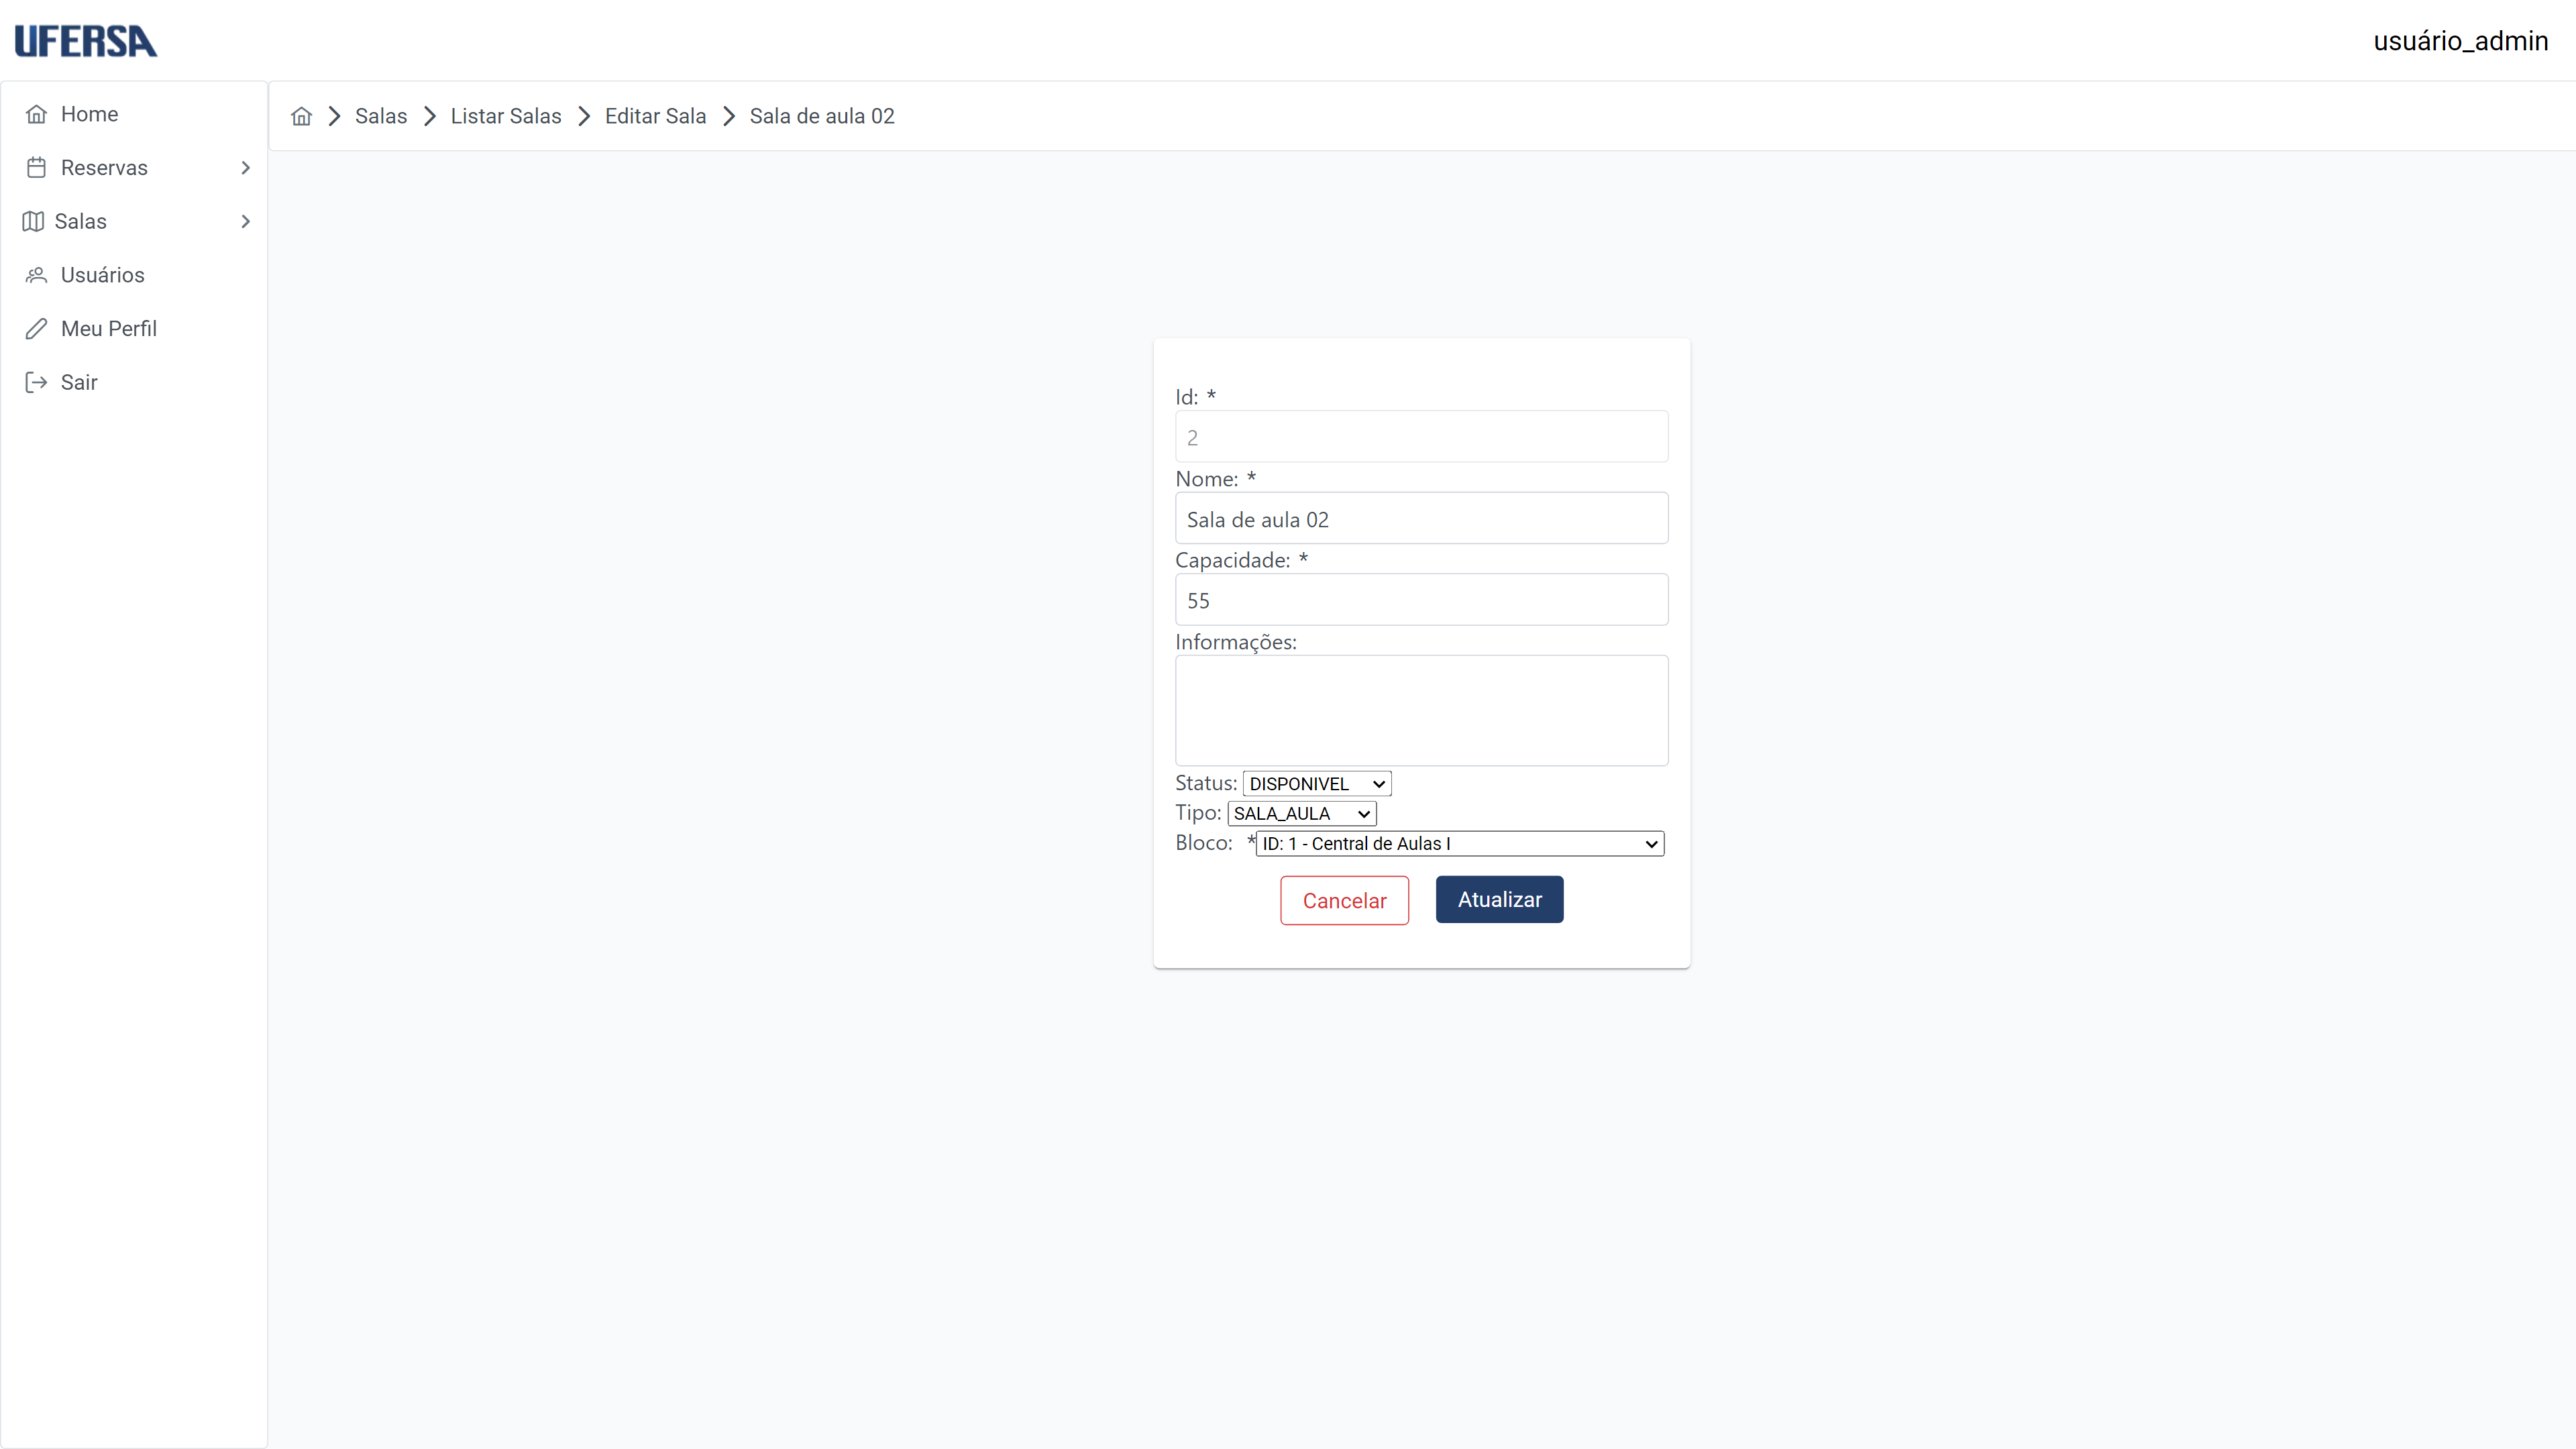 UFERSA
usuário_admin
Home
Reservas
Salas
Usuários
Meu Perfil
Sair
Salas
Listar Salas
Editar Sala
Sala de aula 02
Id: *
2
Nome: *
Sala de aula 02
Capacidade: *
55
Informações:
Status: DISPONIVEL
Tipo: SALA_AULA
Bloco: * ID: 1 - Central de Aulas I
Cancelar
Atualizar